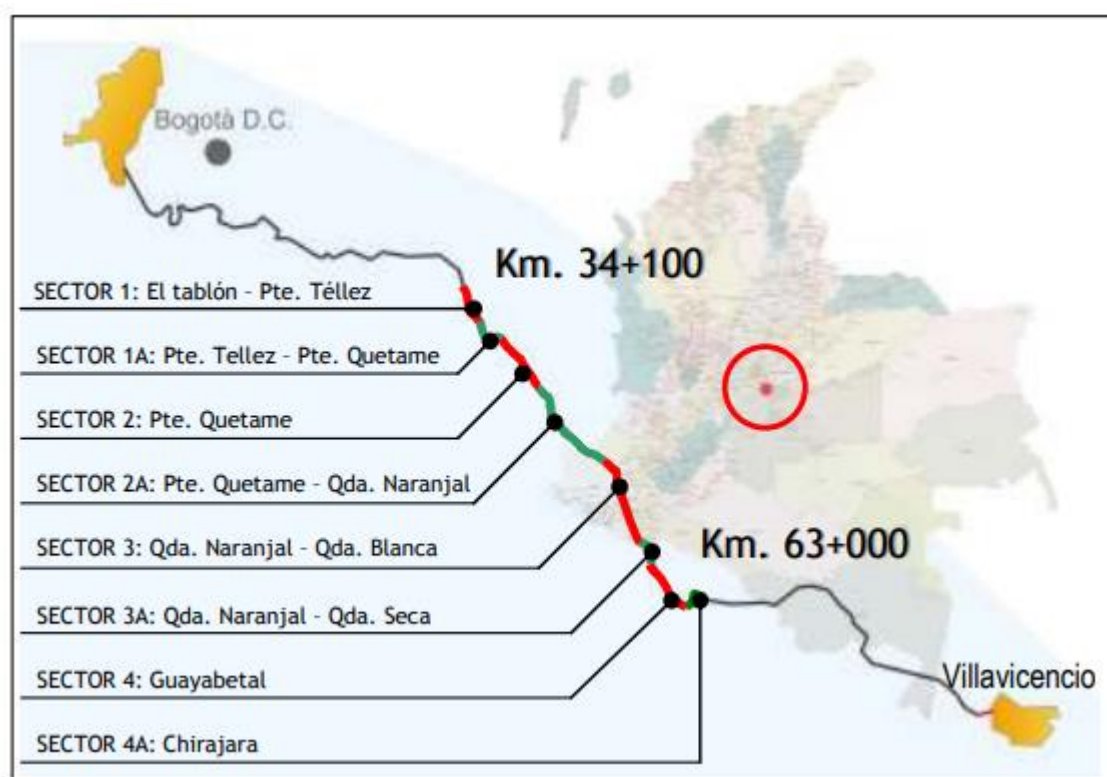 Bogotà D.C.
Km. 34+100
SECTOR 1: El tablón - Pte. Téllez
SECTOR 1A: Pte. Tellez - Pte. Quetame
SECTOR 2: Pte. Quetame
SECTOR 2A: Pte. Quetame - Qda. Naranjal
SECTOR 3: Qda. Naranjal - Qda. Blanca
Km. 63+000
SECTOR 3A: Qda. Naranjal - Qda. Seca
SECTOR 4: Guayabetal
Villavicencio
SECTOR 4A: Chirajara